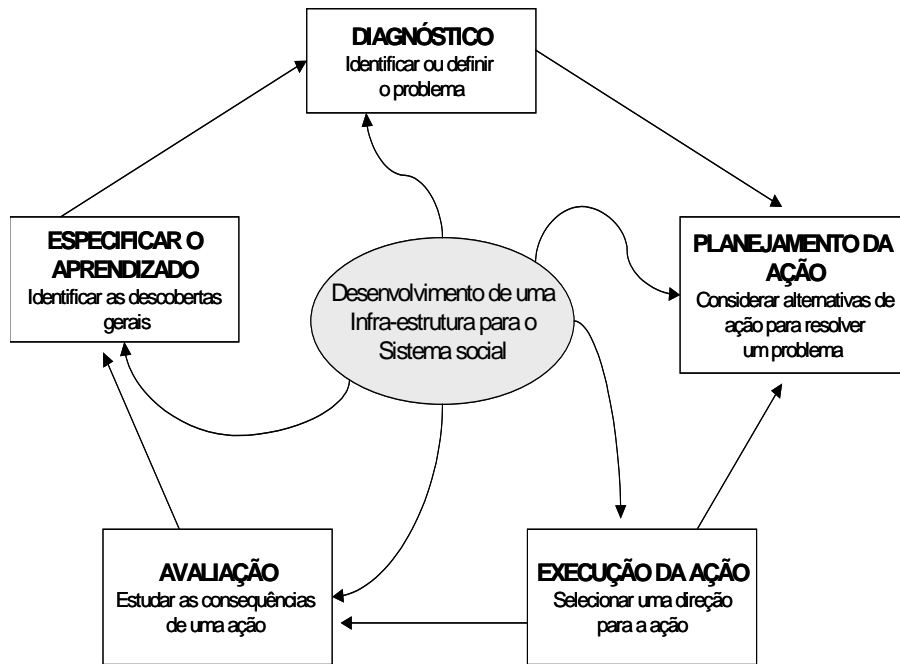 DIAGNÓSTICO
Identificar ou definir
o problema
ESPECIFICAR O
APRENDIZADO
Identificar as descobertas
gerais
Desenvolvimento de uma
Infra-estrutura para o
Sistema social
PLANEJAMENTO DA
AÇÃO
Considerar alternativas de
ação para resolver
um problema
AVALIAÇÃO
Estudar as consequências
de uma ação
EXECUÇÃO DA AÇÃO
Selecionar uma direção
para a ação